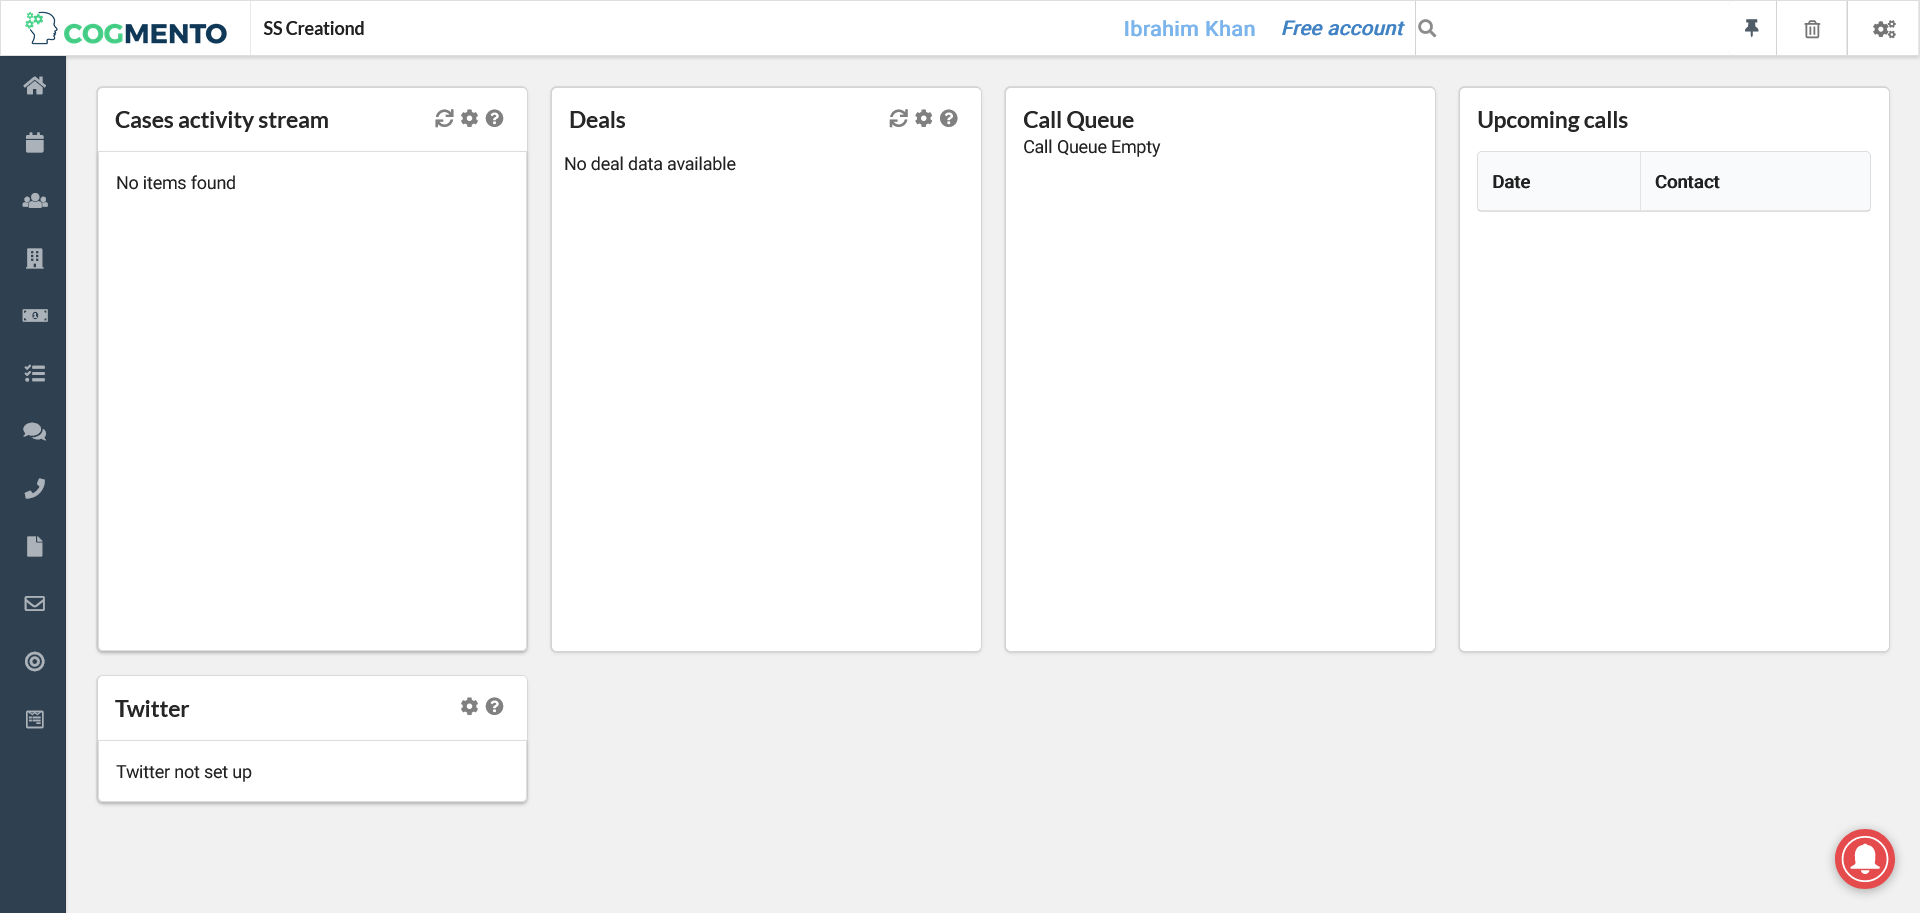 COGMENTO
SS Creationd
Ibrahim Khan
Free account
Cases activity stream
No items found
Deals
No deal data available
Call Queue
Call Queue Empty
Upcoming calls
Date
Contact
Twitter
Twitter not set up